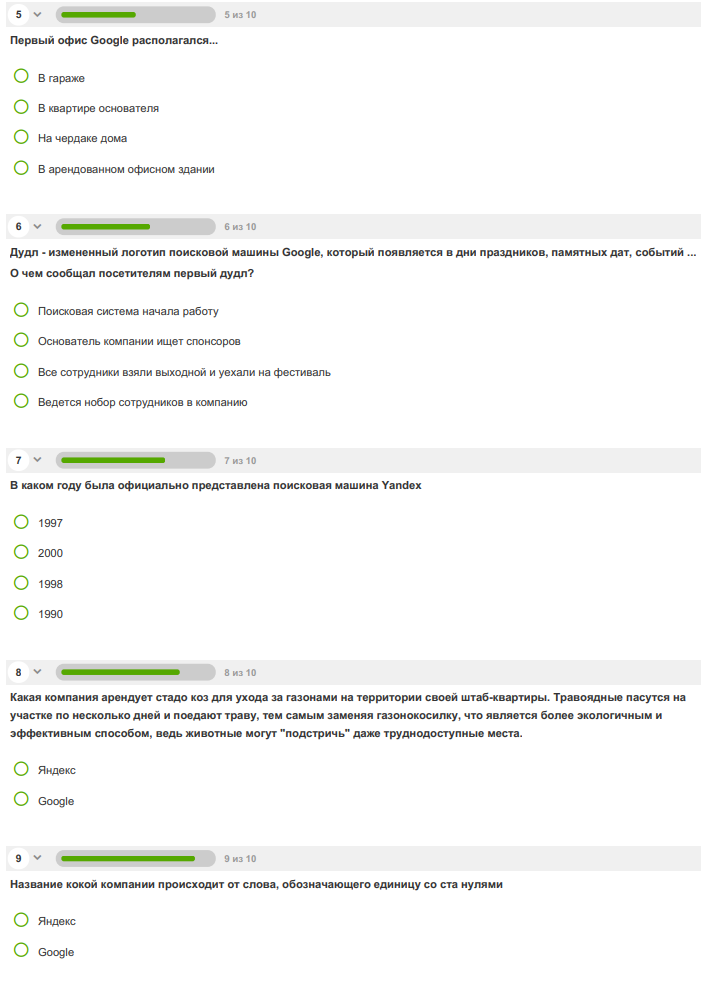 5 5 из 10
Первый офис Google располагался...
В гараже
В квартире основателя
На чердаке дома
В арендованном офисном здании
6 6 из 10
Дудл - измененный логотип поисковой машины Google, который появляется в дни праздников, памятных дат, событий ...
О чем сообщал посетителям первый дудл?
Поисковая система начала работу
Основатель компании ищет спонсоров
Все сотрудники взяли выходной и уехали на фестиваль
Ведется нобор сотрудников в компанию
7 7 из 10
В каком году была официально представлена поисковая машина Yandex
1997
2000
1998
1990
8 8 из 10
Какая компания арендует стадо коз для ухода за газонами на территории своей штаб-квартиры. Травоядные пасутся на
участке по несколько дней и поедают траву, тем самым заменяя газонокосилку, что является более экологичным и
эффективным способом, ведь животные могут "подстричь" даже труднодоступные места.
Яндекс
Google
9 9 из 10
Название кокой компании происходит от слова, обозначающего единицу со ста нулями
Яндекс
Google